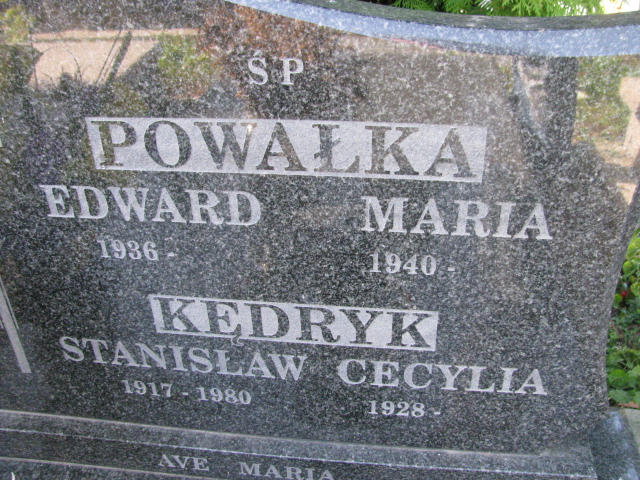 ŚP
POWAŁKA
EDWARD MARIA
1936 - 1940 -
KĘDRYK
STANISŁAW CECYLIA
1917 - 1980 1928 -
AVE MARIA